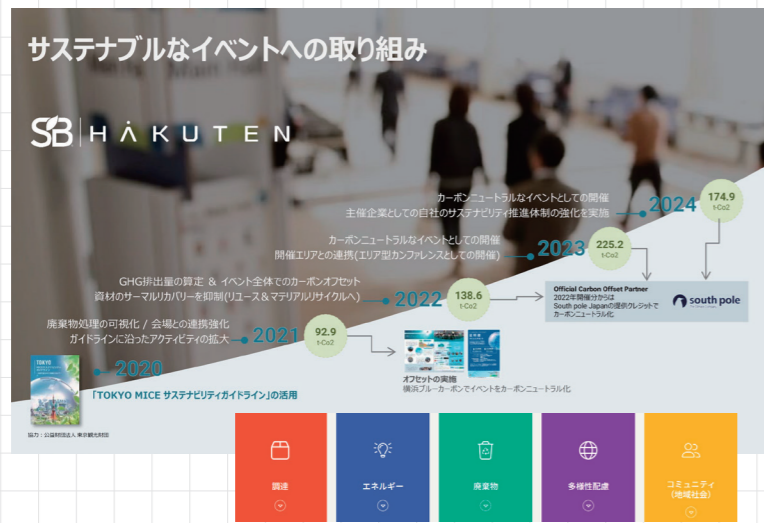 サステナブルなイベントへの取り組み
SB HAKUTEN
カーボンニュートラルなイベントとしての開催
主催企業としての自社のサステナビリティ推進体制の強化を実施
2024
174.9
t-Co2
カーボンニュートラルなイベントとしての開催
開催エリアとの連携(エリア型カンファレンスとしての開催)
2023
225.2
t-Co2
GHG排出量の算定 & イベント全体でのカーボンオフセット
資材のサーマルリカバリーを抑制(リユース&マテリアルリサイクルへ)
2022
138.6
t-Co2
Official Carbon Offset Partner
2022年開催分からは
South pole Japanの提供クレジットで
カーボンニュートラル化
south pole
廃棄物処理の可視化 / 会場との連携強化
ガイドラインに沿ったアクティビティの拡大
2021
92.9
t-Co2
オフセットの実施
横浜ブルーカーボンでイベントをカーボンニュートラル化
2020
「TOKYO MICE サステナビリティガイドライン」の活用
TOKYO
協力:公益財団法人 東京観光財団
調達
エネルギー
廃棄物
多様性配慮
コミュニティ
(地域社会)